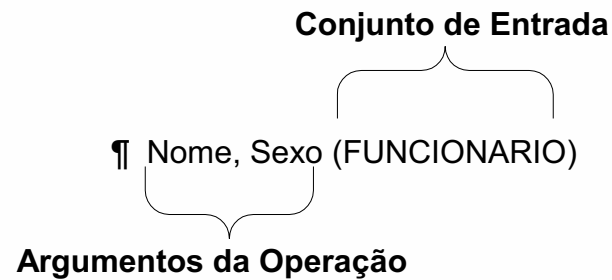 Conjunto de Entrada
¶ Nome, Sexo (FUNCIONARIO)
Argumentos da Operação